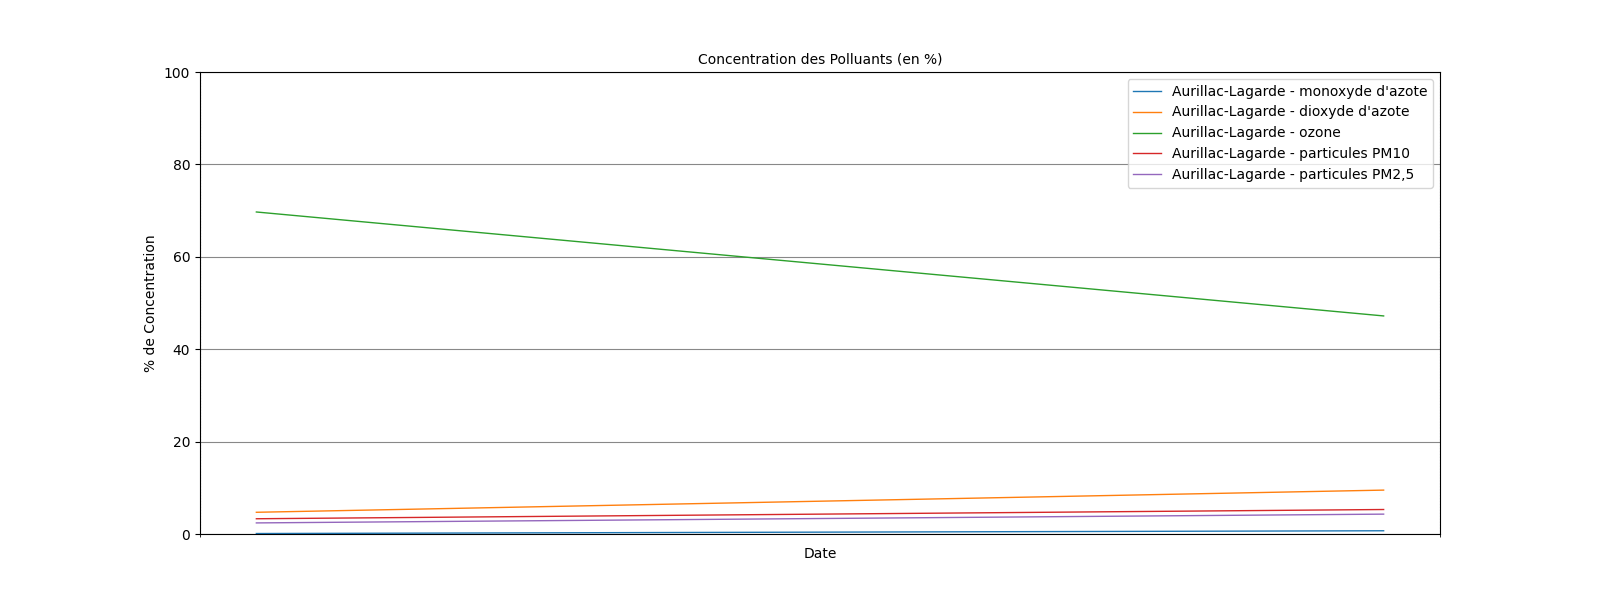 Concentration des Polluants (en %)
100
80
60
40
20
0
% de Concentration
Date
Aurillac-Lagarde - monoxyde d'azote
Aurillac-Lagarde - dioxyde d'azote
Aurillac-Lagarde - ozone
Aurillac-Lagarde - particules PM10
Aurillac-Lagarde - particules PM2,5